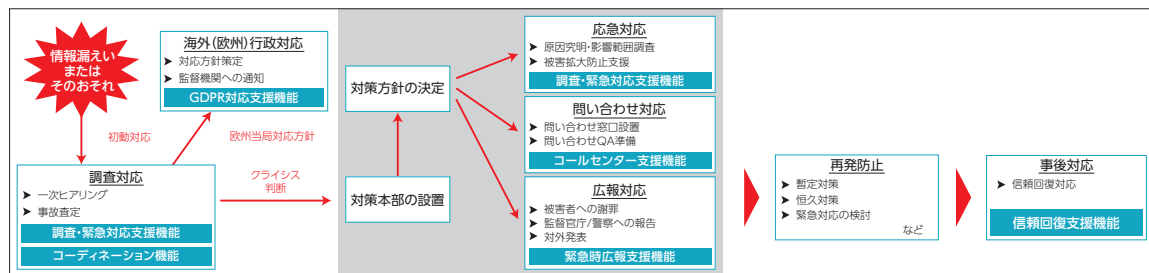 情報漏えい
または
そのおそれ
海外(欧州)行政対応
➤ 対応方針策定
➤ 監督機関への通知
GDPR対応支援機能
初動対応
欧州当局対応方針
調査対応
➤ 一次ヒアリング
➤ 事故査定
調査・緊急対応支援機能
コーディネーション機能
クライシス
判断
対策方針の決定
対策本部の設置
応急対応
➤ 原因究明・影響範囲調査
➤ 被害拡大防止支援
調査・緊急対応支援機能
問い合わせ対応
➤ 問い合わせ窓口設置
➤ 問い合わせQA準備
コールセンター支援機能
広報対応
➤ 被害者への謝罪
➤ 監督官庁/警察への報告
➤ 対外発表
緊急時広報支援機能
再発防止
➤ 暫定対策
➤ 恒久対策
➤ 緊急対応の検討
など
事後対応
➤ 信頼回復対応
信頼回復支援機能